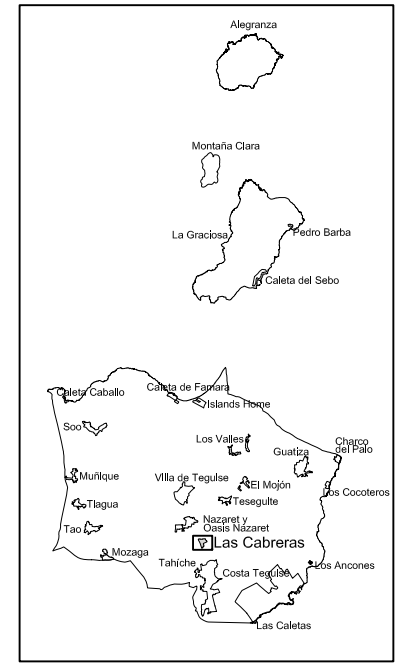 Alegranza
Montaña Clara
La Graciosa
Pedro Barba
Caleta del Sebo
Caleta Caballo
Caleta de Famara
Islands Home
Soo
Los Valles
Guatiza
Charco
del Palo
Muñique
Villa de Teguise
El Mojón
Los Cocoteros
Tiagua
Teseguite
Tao
Nazaret y
Oasis Nazaret
Las Cabreras
Mozaga
Tahíche
Costa Teguise
Los Ancones
Las Caletas